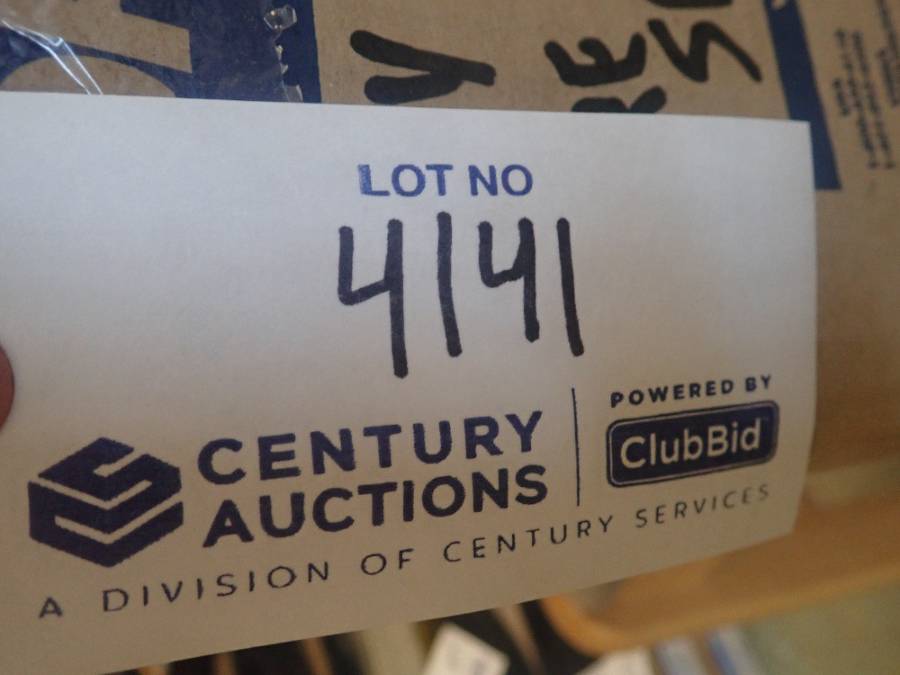 LOT NO
4141
CENTURY
AUCTIONS
POWERED BY
ClubBid
A DIVISION OF CENTURY SERVICES